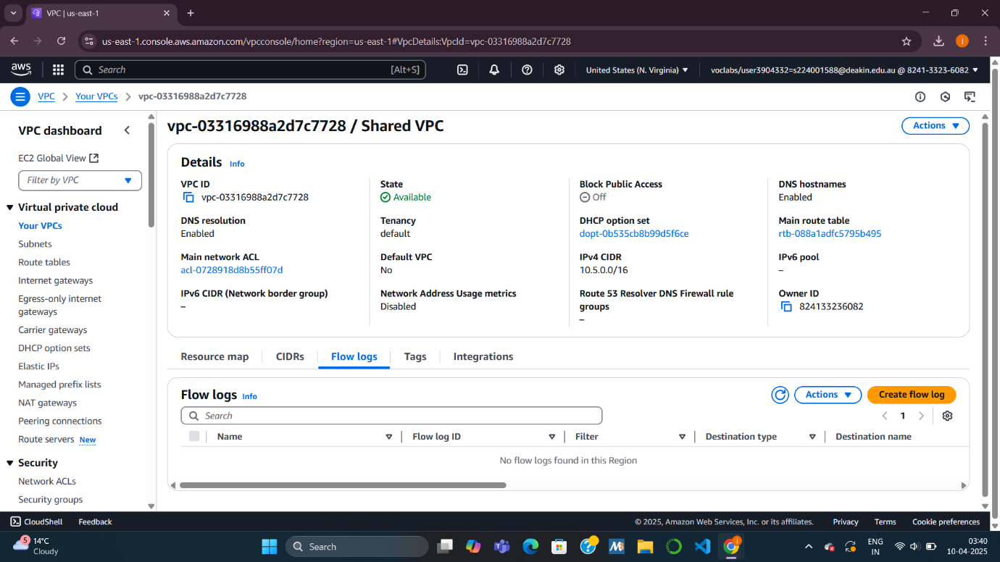 VPC | us-east-1
us-east-1.console.aws.amazon.com/vpcconsole/home?region=us-east-1#VpcDetails:VpcId=vpc-03316988a2d7c7728
j
aws
Search
[Alt+S]
United States (N. Virginia)
voclabs/user3904332=s224001588@deakin.edu.au @ 8241-3323-6082
VPC
Your VPCs
vpc-03316988a2d7c7728
VPC dashboard
EC2 Global View
Filter by VPC
Virtual private cloud
Your VPCs
Subnets
Route tables
Internet gateways
Egress-only internet
gateways
Carrier gateways
DHCP option sets
Elastic IPs
Managed prefix lists
NAT gateways
Peering connections
Route servers New
Security
Network ACLs
Security groups
vpc-03316988a2d7c7728 / Shared VPC
Actions
Details Info
VPC ID
vpc-03316988a2d7c7728
State
Available
Block Public Access
Off
DNS hostnames
Enabled
DNS resolution
Enabled
Tenancy
default
DHCP option set
dopt-0b535cb8b99d5f6ce
Main route table
rtb-088a1adfc5795b495
Main network ACL
acl-0728918d8b55ff07d
Default VPC
No
IPv4 CIDR
10.5.0.0/16
IPv6 pool
–
IPv6 CIDR (Network border group)
–
Network Address Usage metrics
Disabled
Route 53 Resolver DNS Firewall rule
groups
–
Owner ID
824133236082
Resource map
CIDRs
Flow logs
Tags
Integrations
Flow logs Info
Actions
Create flow log
Search
1
Name
Flow log ID
Filter
Destination type
Destination name
No flow logs found in this Region
CloudShell
Feedback
© 2025, Amazon Web Services, Inc. or its affiliates.
Privacy
Terms
Cookie preferences
5
14°C
Cloudy
Search
j
ENG
IN
03:40
10-04-2025